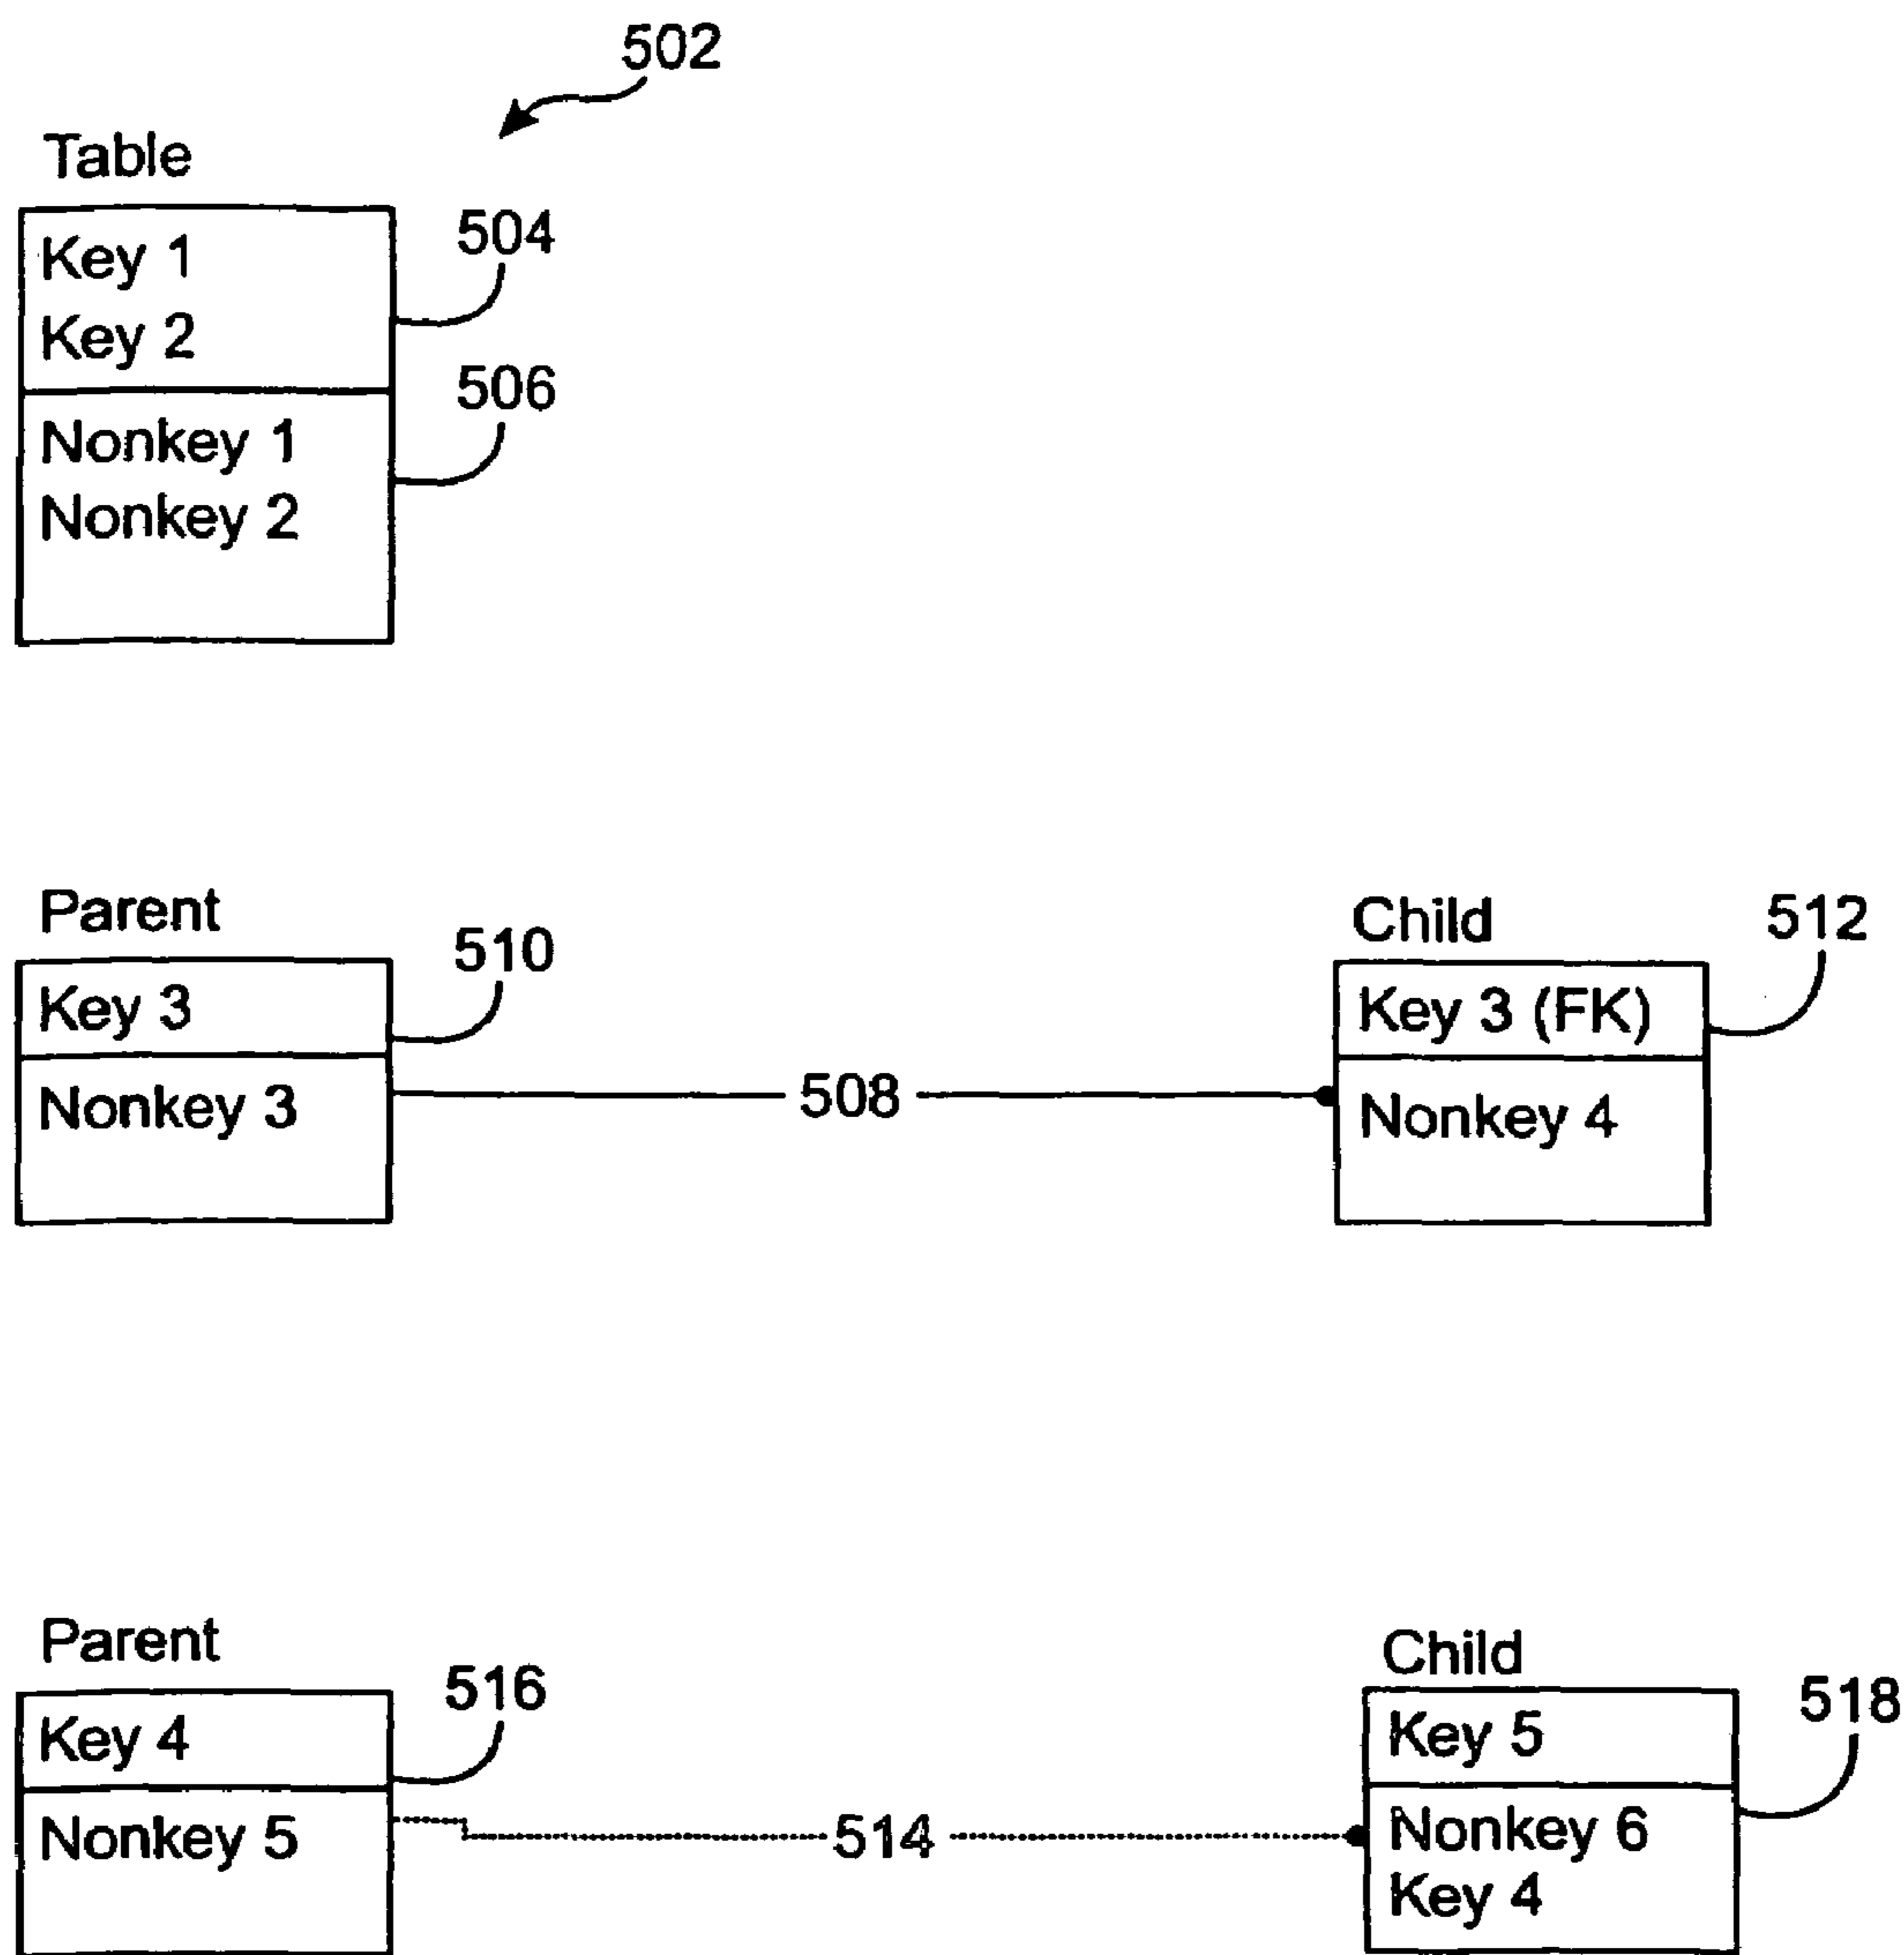 502
Table
Key 1
Key 2
504
Nonkey 1
Nonkey 2
506
Parent
Key 3
Nonkey 3
510
508
Child
Key 3 (FK)
Nonkey 4
512
Parent
Key 4
Nonkey 5
516
514
Child
Key 5
Nonkey 6
Key 4
518